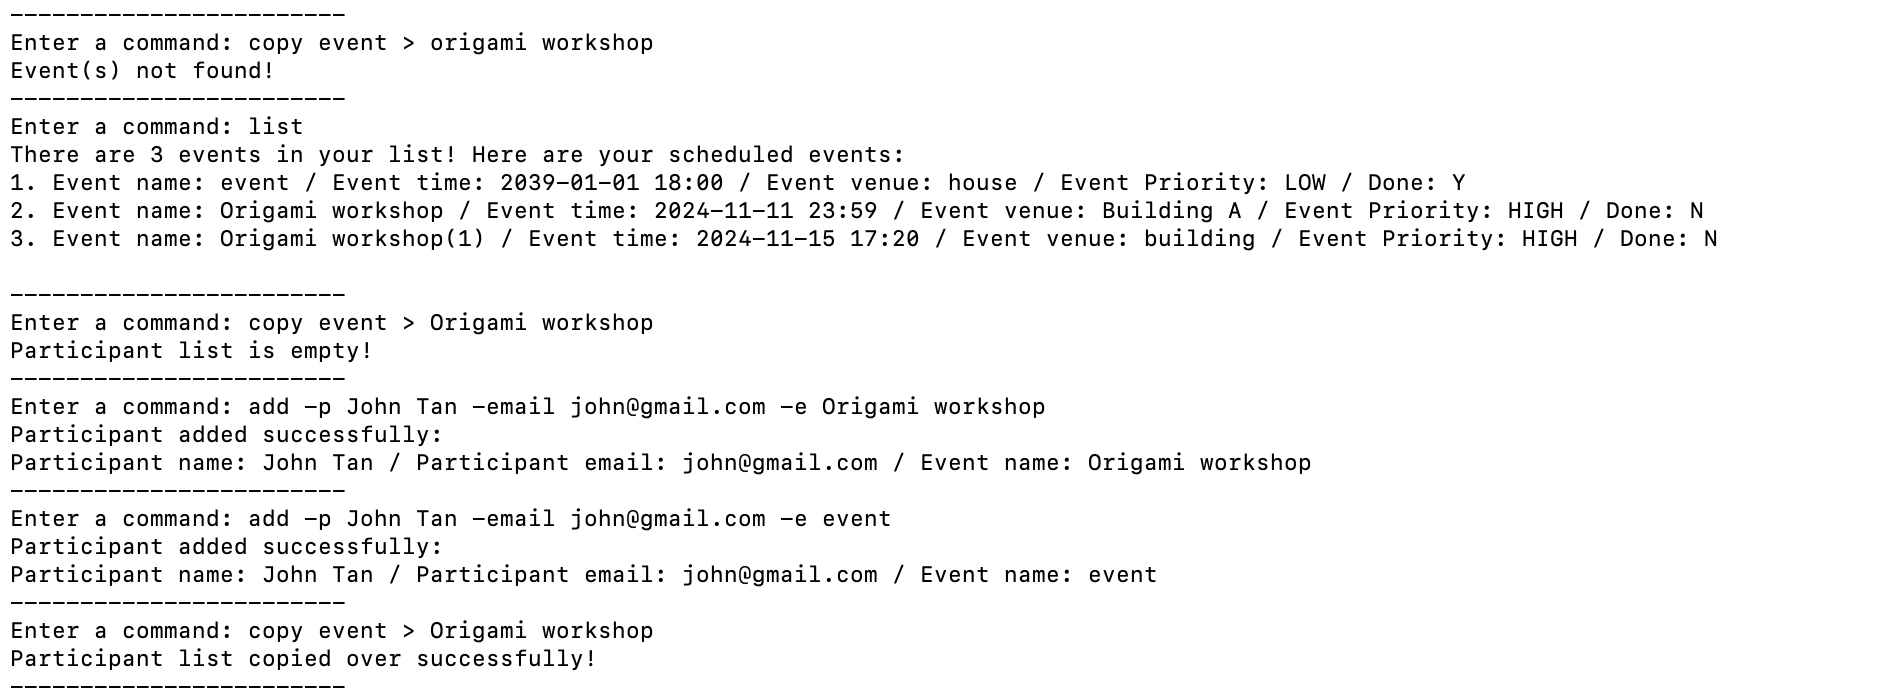 ------------------------
Enter a command: copy event > origami workshop
Event(s) not found!
------------------------
Enter a command: list
There are 3 events in your list! Here are your scheduled events:
1. Event name: event / Event time: 2039-01-01 18:00 / Event venue: house / Event Priority: LOW / Done: Y
2. Event name: Origami workshop / Event time: 2024-11-11 23:59 / Event venue: Building A / Event Priority: HIGH / Done: N
3. Event name: Origami workshop(1) / Event time: 2024-11-15 17:20 / Event venue: building / Event Priority: HIGH / Done: N

------------------------
Enter a command: copy event > Origami workshop
Participant list is empty!
------------------------
Enter a command: add -p John Tan -email john@gmail.com -e Origami workshop
Participant added successfully:
Participant name: John Tan / Participant email: john@gmail.com / Event name: Origami workshop
------------------------
Enter a command: add -p John Tan -email john@gmail.com -e event
Participant added successfully:
Participant name: John Tan / Participant email: john@gmail.com / Event name: event
------------------------
Enter a command: copy event > Origami workshop
Participant list copied over successfully!
------------------------